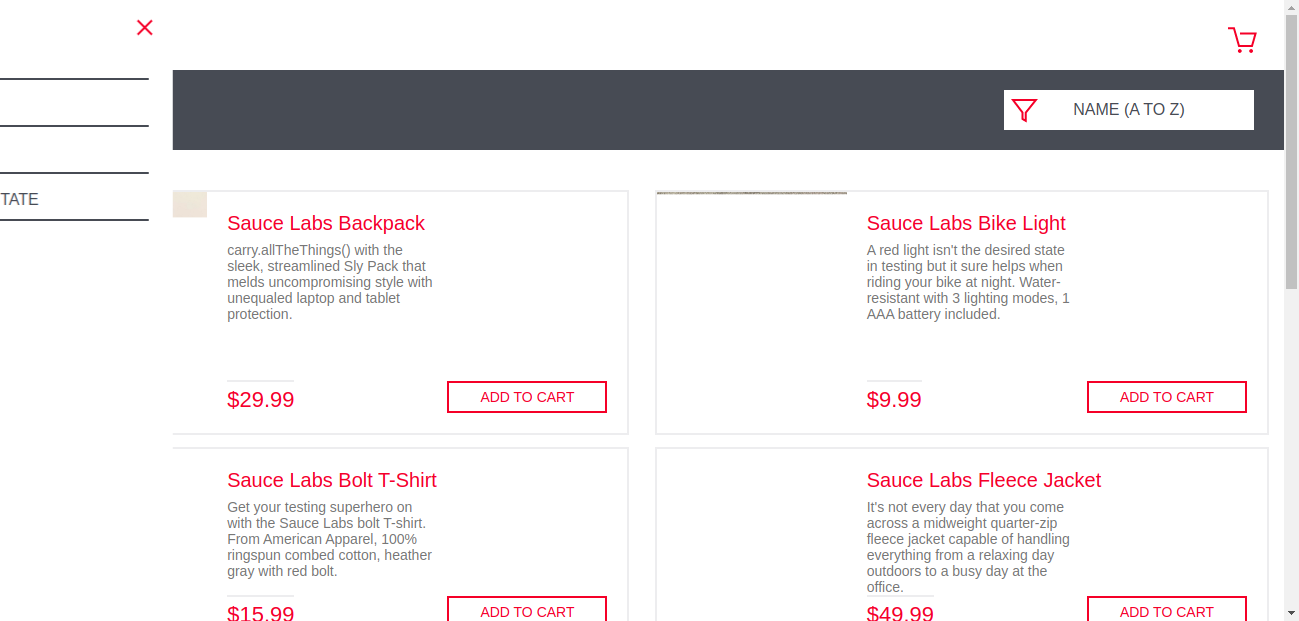 NAME (A TO Z)
TATE
Sauce Labs Backpack
carry.allTheThings() with the
sleek, streamlined Sly Pack that
melds uncompromising style with
unequaled laptop and tablet
protection.
$29.99
ADD TO CART
Sauce Labs Bike Light
A red light isn't the desired state
in testing but it sure helps when
riding your bike at night. Water-
resistant with 3 lighting modes, 1
AAA battery included.
$9.99
ADD TO CART
Sauce Labs Bolt T-Shirt
Get your testing superhero on
with the Sauce Labs bolt T-shirt.
From American Apparel, 100%
ringspun combed cotton, heather
gray with red bolt.
$15.99
ADD TO CART
Sauce Labs Fleece Jacket
It's not every day that you come
across a midweight quarter-zip
fleece jacket capable of handling
everything from a relaxing day
outdoors to a busy day at the
office.
$49.99
ADD TO CART